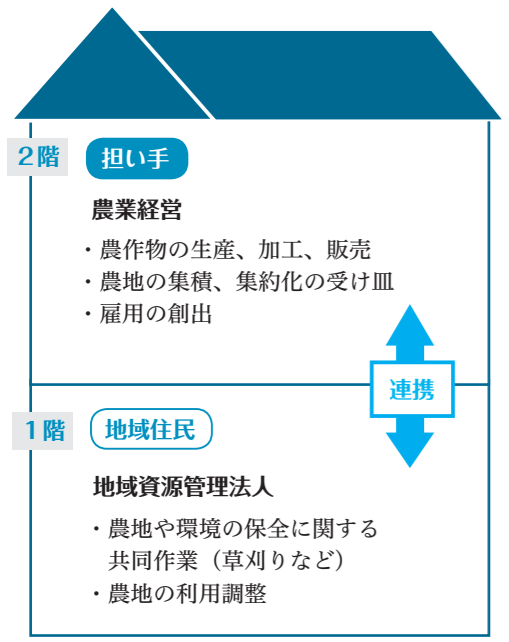 2階 担い手
農業経営
・農作物の生産、加工、販売
・農地の集積、集約化の受け皿
・雇用の創出
連携
1階 地域住民
地域資源管理法人
・農地や環境の保全に関する
共同作業（草刈りなど）
・農地の利用調整